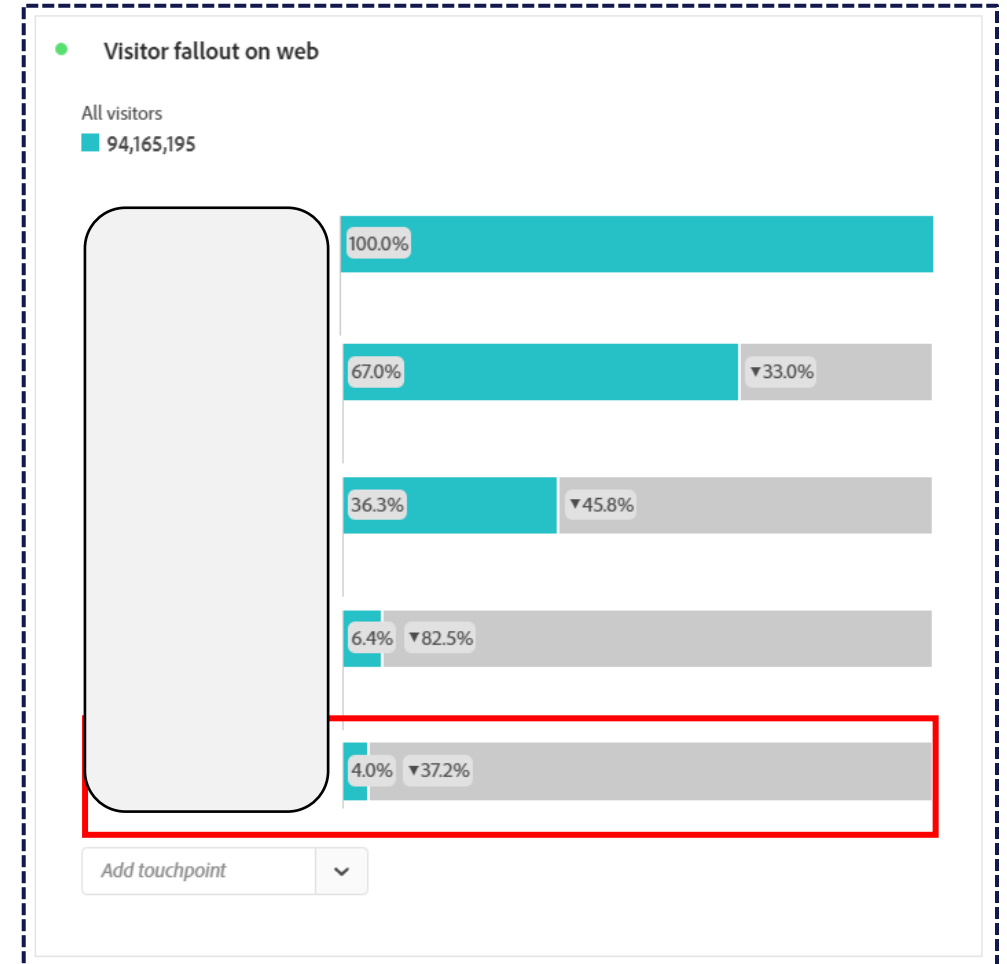 Visitor fallout on web
All visitors
94,165,195
100.0%
67.0% ▼33.0%
36.3% ▼45.8%
6.4% ▼82.5%
4.0% ▼37.2%
Add touchpoint